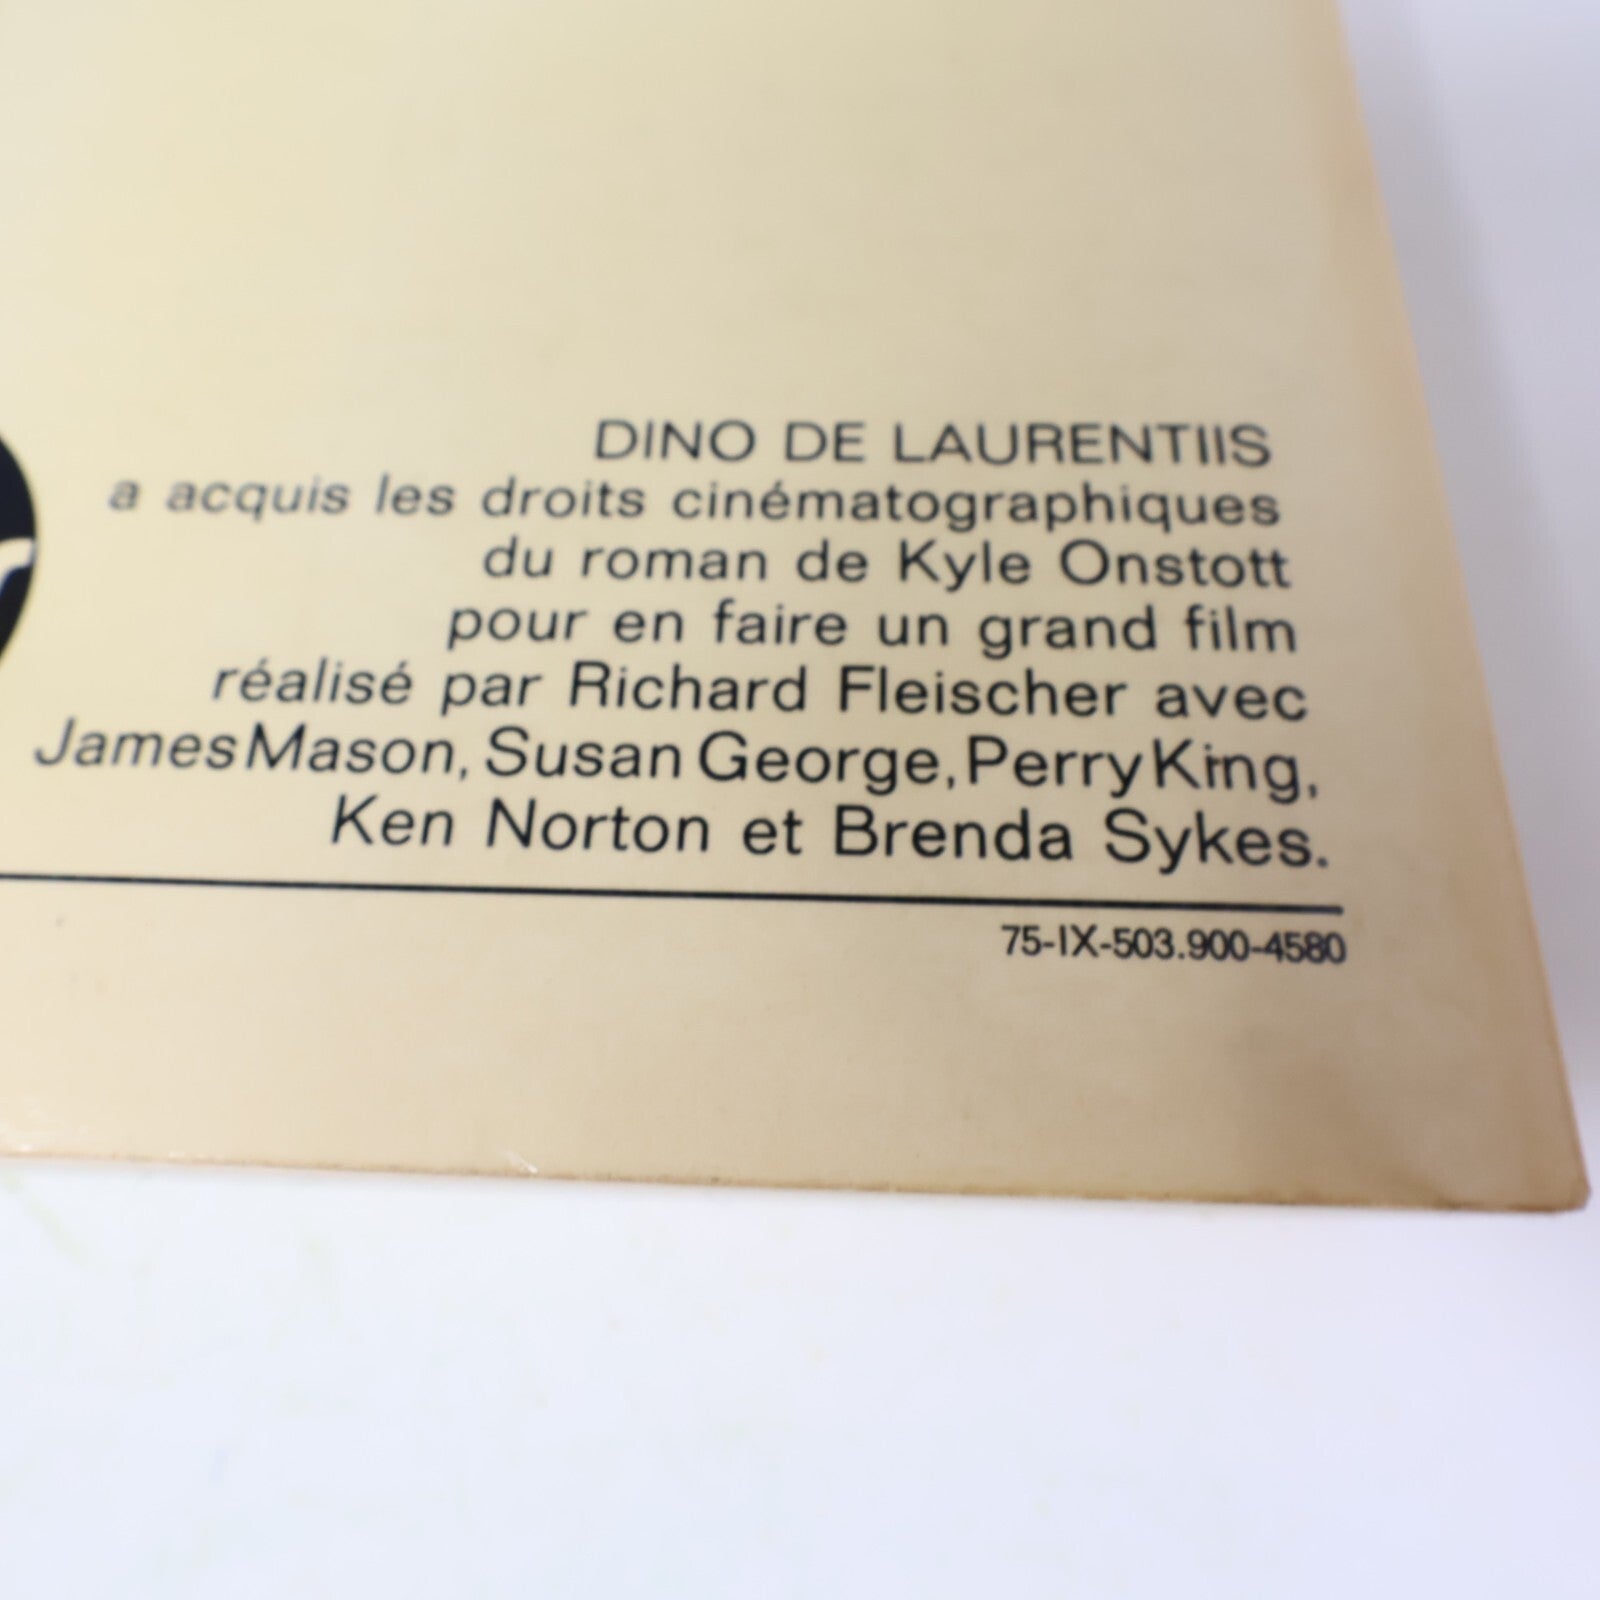 DINO DE LAURENTIIS
a acquis les droits cinématographiques
du roman de Kyle Onstott
pour en faire un grand film
réalisé par Richard Fleischer avec
James Mason, Susan George, Perry King,
Ken Norton et Brenda Sykes.
75-IX-503.900-4580